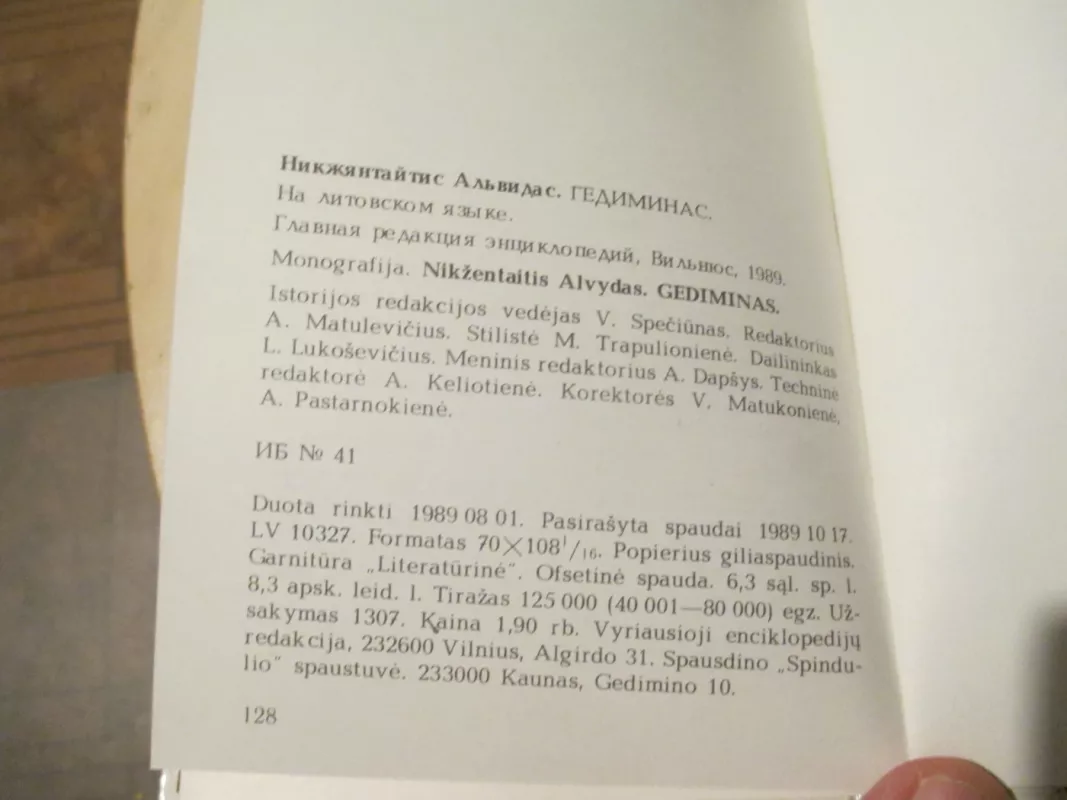 Никжянтайтис Альвидас. ГЕДИМИНАС.
На литовском языке.
Главная редакция энциклопедий, Вильнюс, 1989.
Monografija. Nikžentaitis Alvydas. GEDIMINAS.
Istorijos redakcijos vedėjas V. Spečiūnas. Redaktorius
A. Matulevičius. Stilistė M. Trapulionienė. Dailininkas
L. Lukoševičius. Meninis redaktorius A. Dapšys. Techninė
redaktorė A. Keliotienė. Korektorės V. Matukonienė,
A. Pastarnokienė.
ИБ № 41
Duota rinkti 1989 08 01. Pasirašyta spaudai 1989 10 17.
LV 10327. Formatas 70×108¹/₁₆. Popierius giliaspaudinis.
Garnitūra „Literatūrinė“. Ofsetinė spauda. 6,3 sąl. sp. l.
8,3 apsk. leid. l. Tiražas 125 000 (40 001—80 000) egz. Už-
sakymas 1307. Kaina 1,90 rb. Vyriausioji enciklopedijų
redakcija, 232600 Vilnius, Algirdo 31. Spausdino „Spindu-
lio“ spaustuvė. 233000 Kaunas, Gedimino 10.
128